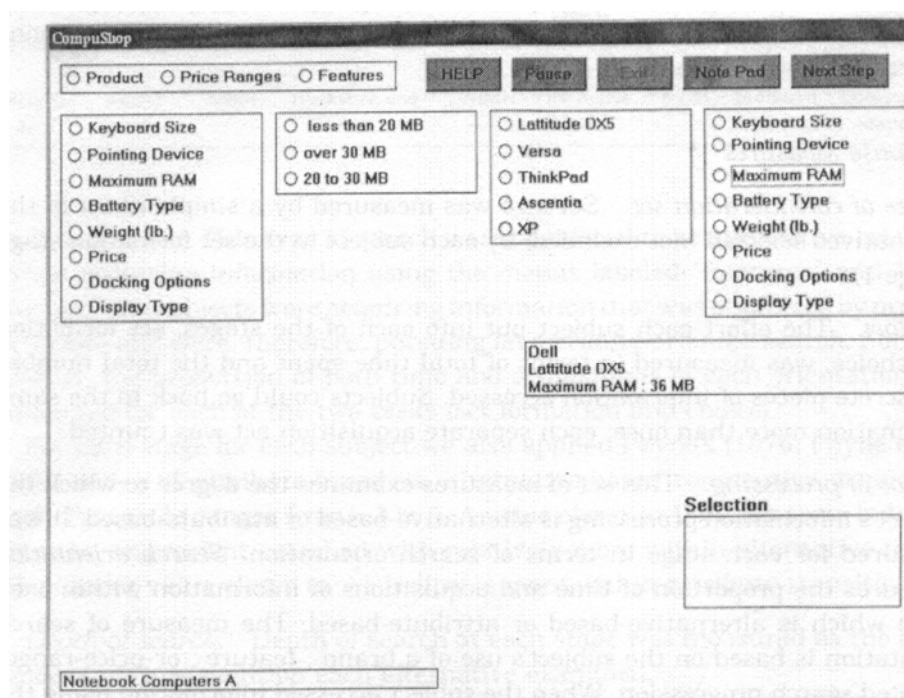 CompuShop
Product Price Ranges Features HELP Pause Exit Note Pad Next Step
Keyboard Size
Pointing Device
Maximum RAM
Battery Type
Weight (lb.)
Price
Docking Options
Display Type
less than 20 MB
over 30 MB
20 to 30 MB
Lattitude DX5
Versa
ThinkPad
Ascentia
XP
Keyboard Size
Pointing Device
Maximum RAM
Battery Type
Weight (lb.)
Price
Docking Options
Display Type
Dell
Lattitude DX5
Maximum RAM : 36 MB
Selection
Notebook Computers A